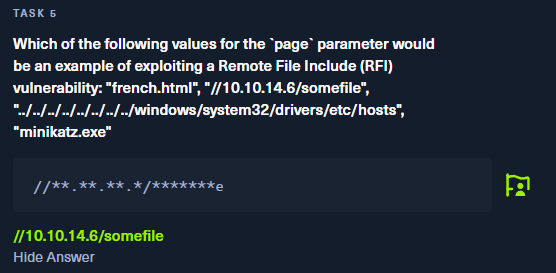 TASK 5
Which of the following values for the `page` parameter would
be an example of exploiting a Remote File Include (RFI)
vulnerability: "french.html", "//10.10.14.6/somefile",
"../../../../../../../../windows/system32/drivers/etc/hosts",
"minikatz.exe"
//**.**.**.*/*******e
//10.10.14.6/somefile
Hide Answer